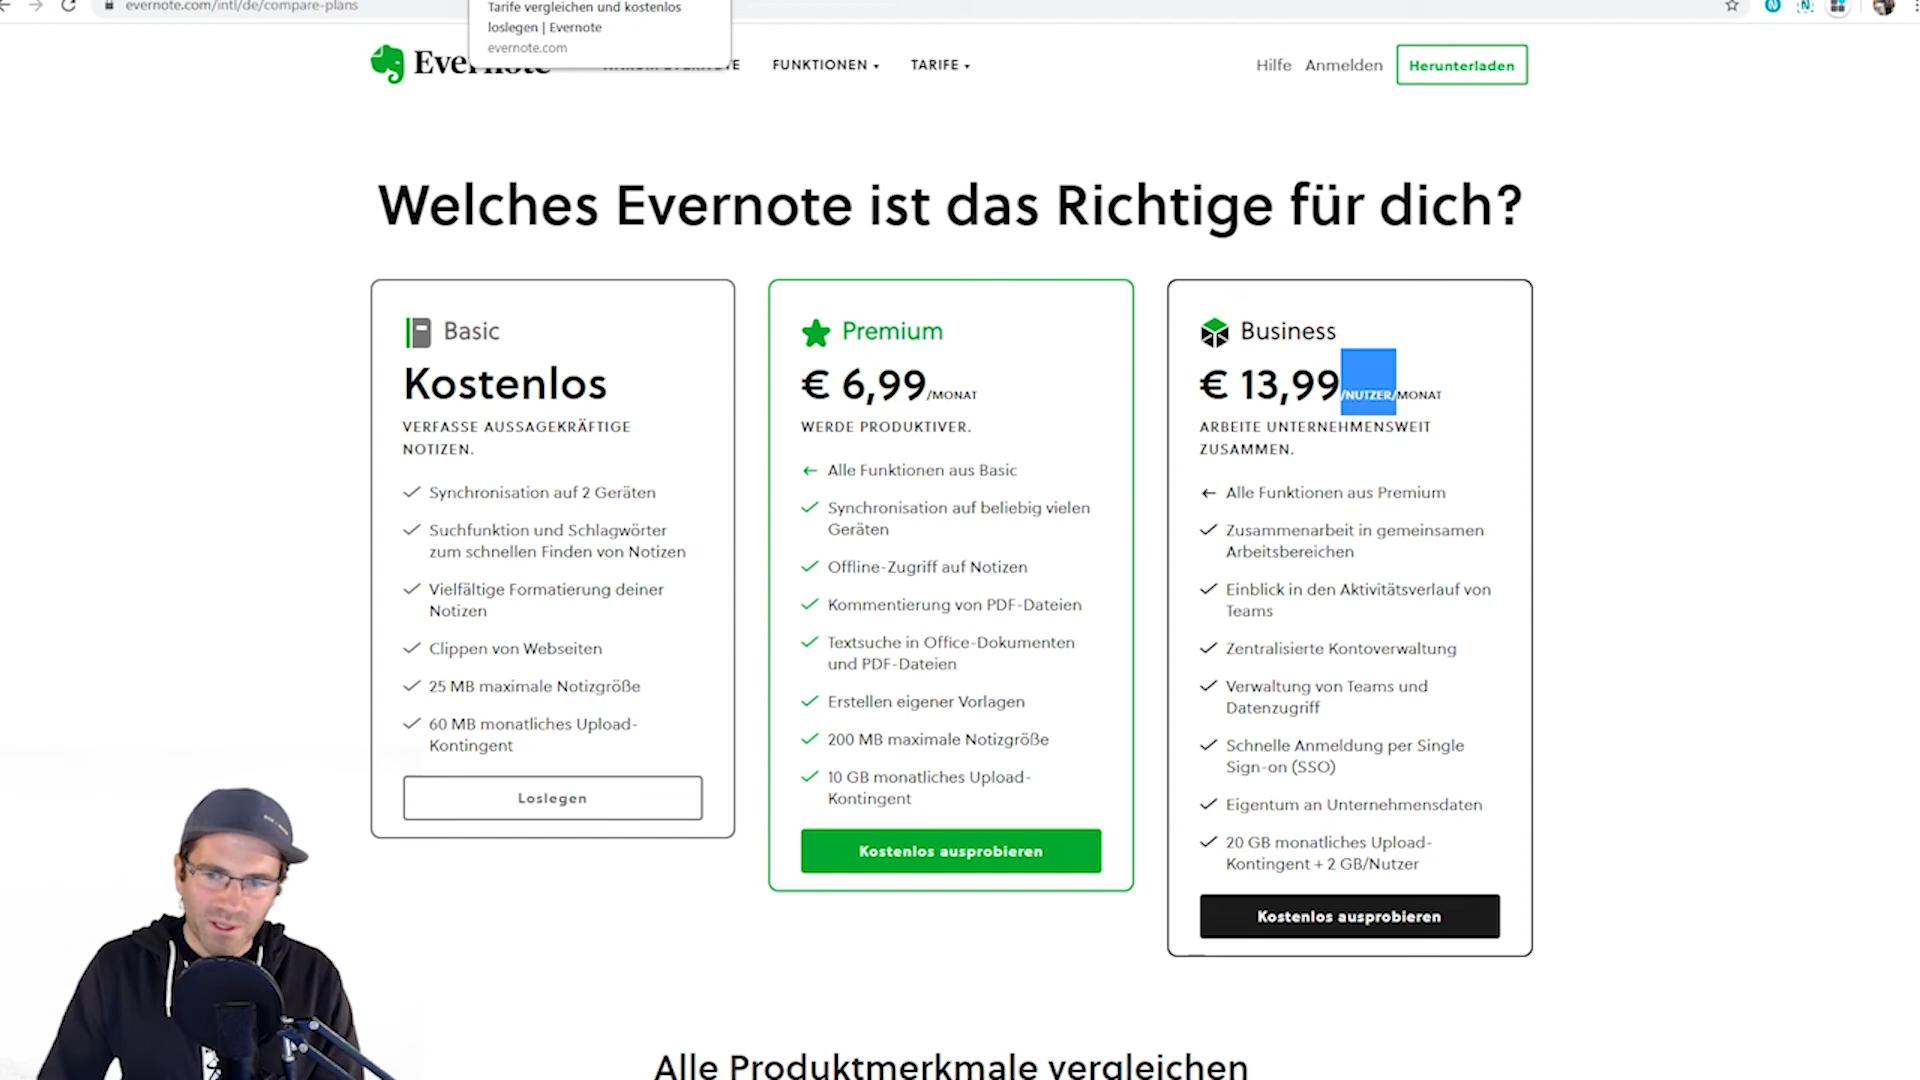 evernote.com/intl/de/compare-plans
Tarife vergleichen und kostenlos
loslegen | Evernote
evernote.com
Evernote
FUNKTIONEN
TARIFE
Hilfe
Anmelden
Herunterladen
Welches Evernote ist das Richtige für dich?
Basic
Kostenlos
VERFASSE AUSSAGEKRÄFTIGE
NOTIZEN.
Synchronisation auf 2 Geräten
Suchfunktion und Schlagwörter
zum schnellen Finden von Notizen
Vielfältige Formatierung deiner
Notizen
Clippen von Webseiten
25 MB maximale Notizgröße
60 MB monatliches Upload-
Kontingent
Loslegen
Premium
€ 6,99/MONAT
WERDE PRODUKTIVER.
Alle Funktionen aus Basic
Synchronisation auf beliebig vielen
Geräten
Offline-Zugriff auf Notizen
Kommentierung von PDF-Dateien
Textsuche in Office-Dokumenten
und PDF-Dateien
Erstellen eigener Vorlagen
200 MB maximale Notizgröße
10 GB monatliches Upload-
Kontingent
Kostenlos ausprobieren
Business
€ 13,99/NUTZER/MONAT
ARBEITE UNTERNEHMENSWEIT
ZUSAMMEN.
Alle Funktionen aus Premium
Zusammenarbeit in gemeinsamen
Arbeitsbereichen
Einblick in den Aktivitätsverlauf von
Teams
Zentralisierte Kontoverwaltung
Verwaltung von Teams und
Datenzugriff
Schnelle Anmeldung per Single
Sign-on (SSO)
Eigentum an Unternehmensdaten
20 GB monatliches Upload-
Kontingent + 2 GB/Nutzer
Kostenlos ausprobieren
Alle Produktmerkmale vergleichen